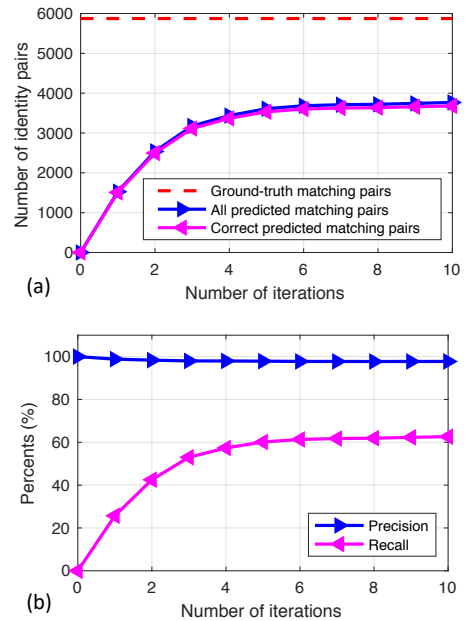 6000
5000
4000
3000
2000
1000
0
0 2 4 6 8 10
Number of identity pairs
Ground-truth matching pairs
All predicted matching pairs
Correct predicted matching pairs
Number of iterations
(a)
100
80
60
40
20
0
0 2 4 6 8 10
Percents (%)
Precision
Recall
Number of iterations
(b)